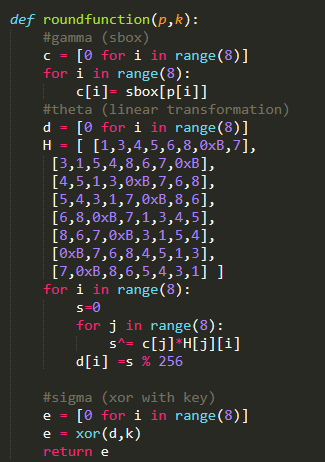 def roundfunction(p,k):
    #gamma (sbox)
    c = [0 for i in range(8)]
    for i in range(8):
        c[i]= sbox[p[i]]
    #theta (linear transformation)
    d = [0 for i in range(8)]
    H = [ [1,3,4,5,6,8,0xB,7],
     [3,1,5,4,8,6,7,0xB],
     [4,5,1,3,0xB,7,6,8],
     [5,4,3,1,7,0xB,8,6],
     [6,8,0xB,7,1,3,4,5],
     [8,6,7,0xB,3,1,5,4],
     [0xB,7,6,8,4,5,1,3],
     [7,0xB,8,6,5,4,3,1] ]
    for i in range(8):
        s=0
        for j in range(8):
            s^= c[j]*H[j][i]
        d[i] =s % 256
    #sigma (xor with key)
    e = [0 for i in range(8)]
    e = xor(d,k)
    return e